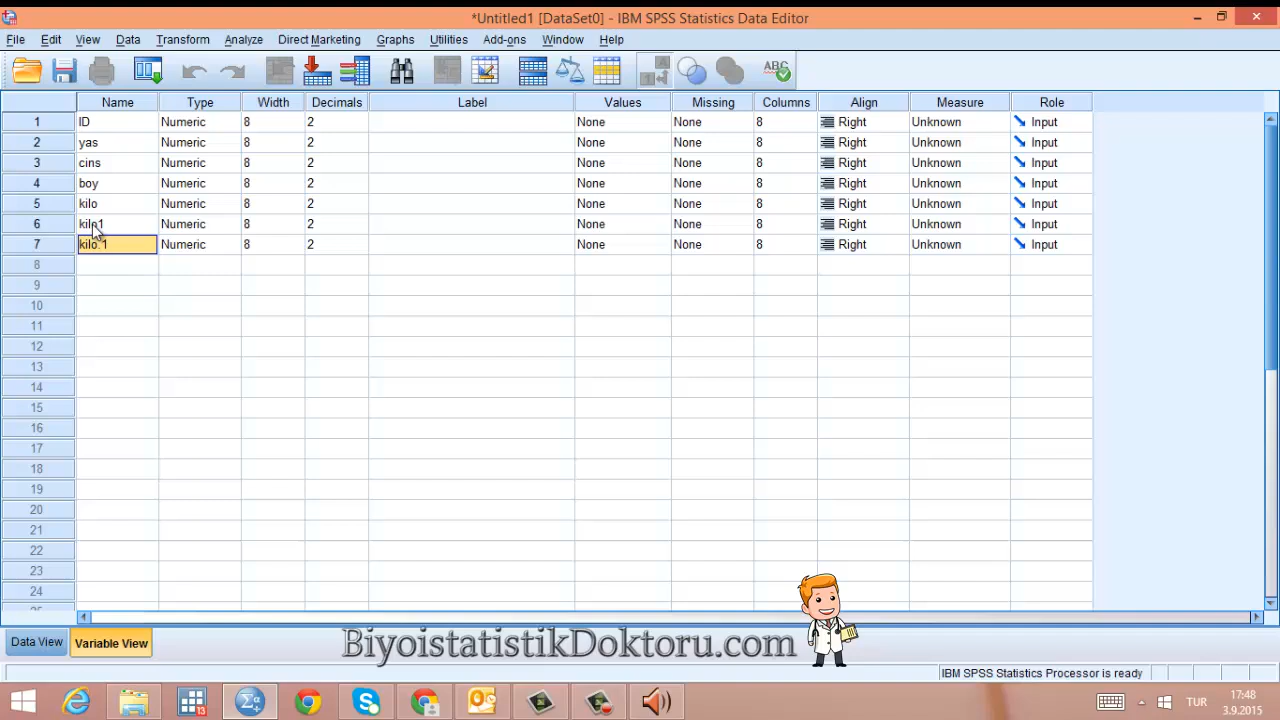 *Untitled1 [DataSet0] - IBM SPSS Statistics Data Editor
File Edit View Data Transform Analyze Direct Marketing Graphs Utilities Add-ons Window Help
Name Type Width Decimals Label Values Missing Columns Align Measure Role
1 ID Numeric 8 2 None None 8 Right Unknown Input
2 yas Numeric 8 2 None None 8 Right Unknown Input
3 cins Numeric 8 2 None None 8 Right Unknown Input
4 boy Numeric 8 2 None None 8 Right Unknown Input
5 kilo Numeric 8 2 None None 8 Right Unknown Input
6 kilo1 Numeric 8 2 None None 8 Right Unknown Input
7 kilo.1 Numeric 8 2 None None 8 Right Unknown Input
8
9
10
11
12
13
14
15
16
17
18
19
20
21
22
23
24
Data View Variable View
BiyoistatistikDoktoru.com
IBM SPSS Statistics Processor is ready
13
TUR
17:48
3.9.2015